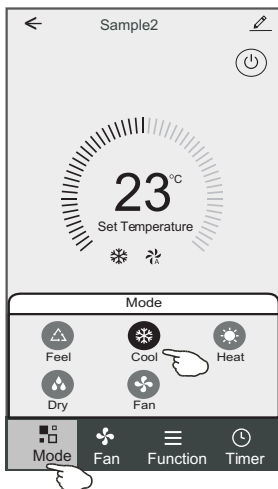 Sample2
23°C
Set Temperature
A
Mode
Feel Cool Heat
Dry Fan
Mode Fan Function Timer